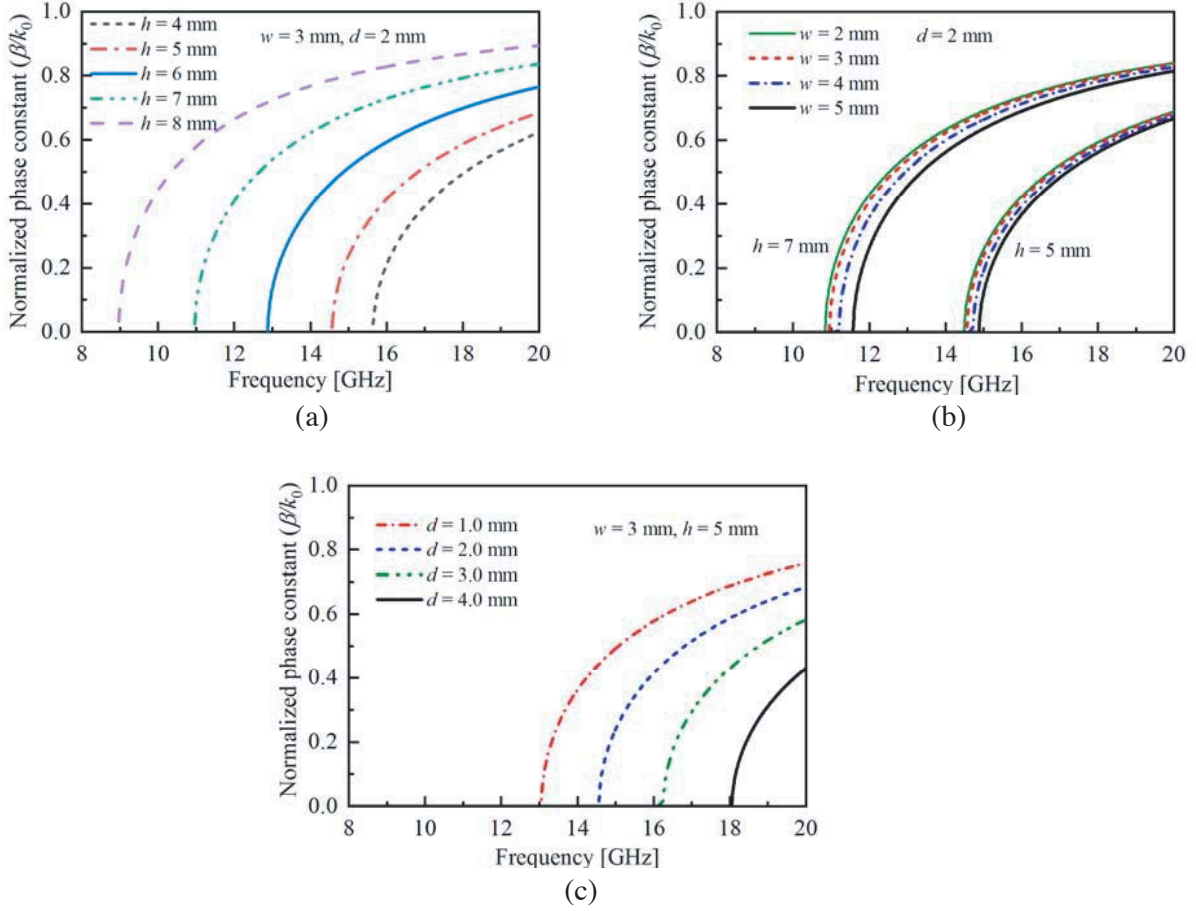 Normalized phase constant (β/k0)
1.0
0.8
0.6
0.4
0.2
0.0
h = 4 mm
h = 5 mm
h = 6 mm
h = 7 mm
h = 8 mm
w = 3 mm, d = 2 mm
8 10 12 14 16 18 20
Frequency [GHz]
(a)
Normalized phase constant (β/k0)
1.0
0.8
0.6
0.4
0.2
0.0
w = 2 mm
w = 3 mm
w = 4 mm
w = 5 mm
d = 2 mm
h = 7 mm
h = 5 mm
8 10 12 14 16 18 20
Frequency [GHz]
(b)
Normalized phase constant (β/k0)
1.0
0.8
0.6
0.4
0.2
0.0
d = 1.0 mm
d = 2.0 mm
d = 3.0 mm
d = 4.0 mm
w = 3 mm, h = 5 mm
8 10 12 14 16 18 20
Frequency [GHz]
(c)